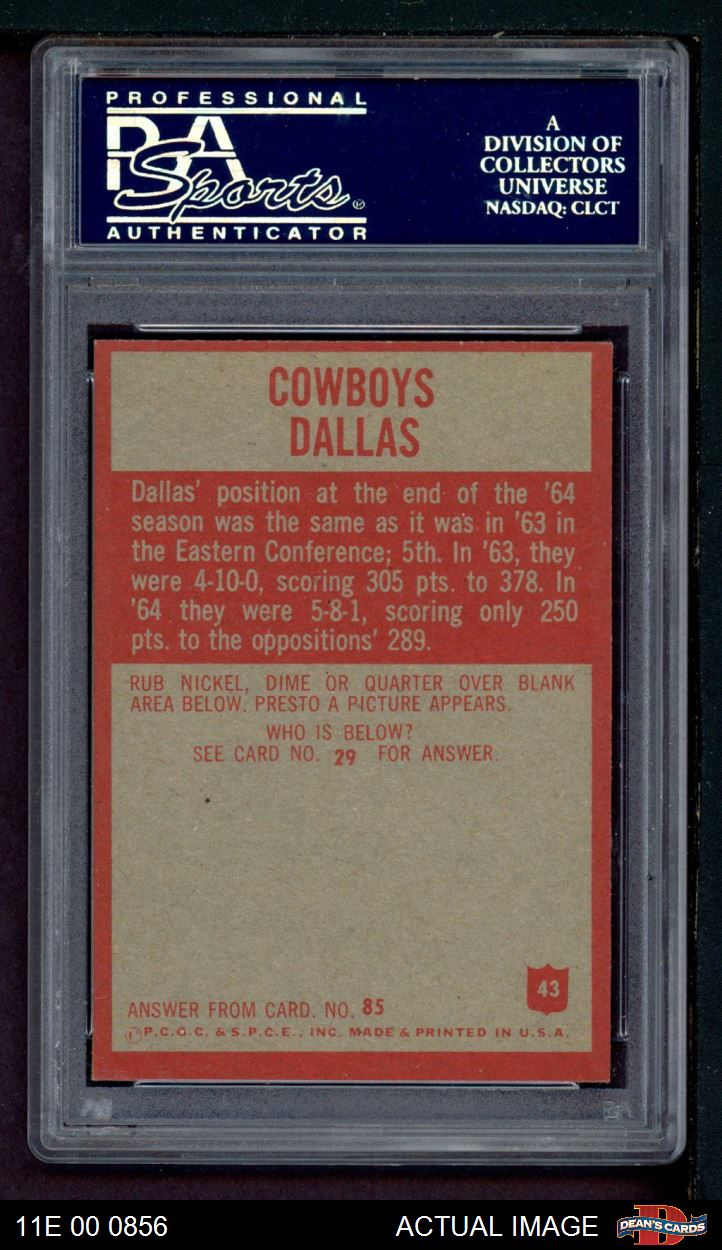 PROFESSIONAL
PSA
Sports®
AUTHENTICATOR
A
DIVISION OF
COLLECTORS
UNIVERSE
NASDAQ: CLCT
COWBOYS
DALLAS
Dallas' position at the end of the '64
season was the same as it was in '63 in
the Eastern Conference; 5th. In '63, they
were 4-10-0, scoring 305 pts. to 378. In
'64 they were 5-8-1, scoring only 250
pts. to the oppositions' 289.
RUB NICKEL, DIME OR QUARTER OVER BLANK
AREA BELOW. PRESTO A PICTURE APPEARS.
WHO IS BELOW?
SEE CARD NO. 29 FOR ANSWER.
43
ANSWER FROM CARD. NO. 85
©P.C.G.C. & S.P.C.E., INC. MADE & PRINTED IN U.S.A.
11E 00 0856
ACTUAL IMAGE
D
DEAN'S CARDS